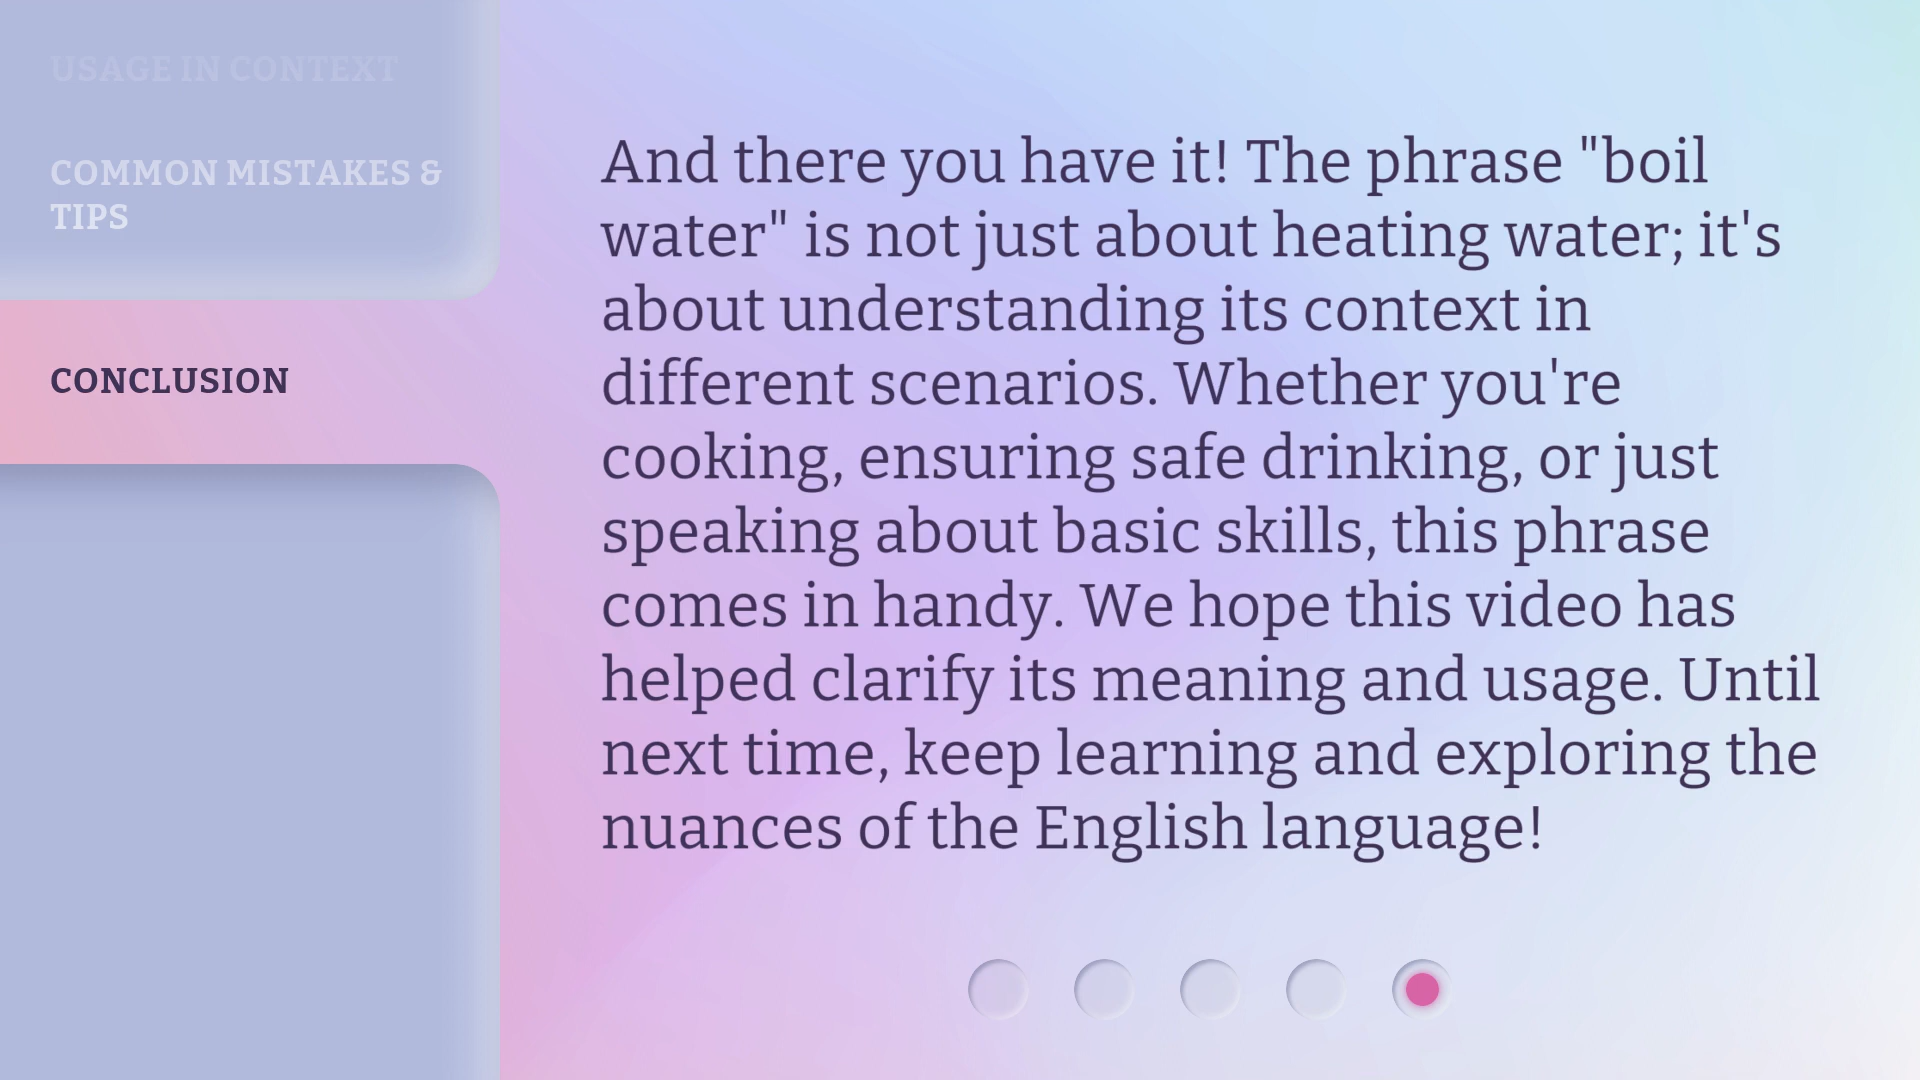 USAGE IN CONTEXT
COMMON MISTAKES &
TIPS
CONCLUSION
And there you have it! The phrase "boil
water" is not just about heating water; it's
about understanding its context in
different scenarios. Whether you're
cooking, ensuring safe drinking, or just
speaking about basic skills, this phrase
comes in handy. We hope this video has
helped clarify its meaning and usage. Until
next time, keep learning and exploring the
nuances of the English language!